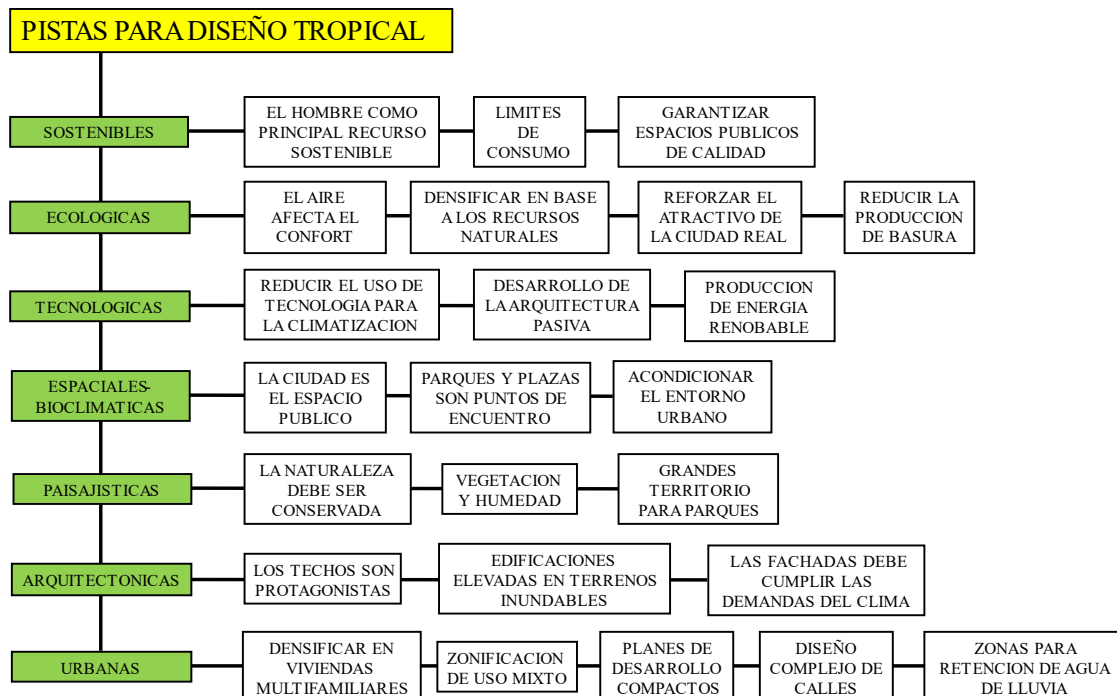 PISTAS PARA DISEÑO TROPICAL
SOSTENIBLES
EL HOMBRE COMO
PRINCIPAL RECURSO
SOSTENIBLE
LIMITES
DE
CONSUMO
GARANTIZAR
ESPACIOS PUBLICOS
DE CALIDAD
ECOLOGICAS
EL AIRE
AFECTA EL
CONFORT
DENSIFICAR EN BASE
A LOS RECURSOS
NATURALES
REFORZAR EL
ATRACTIVO DE
LA CIUDAD REAL
REDUCIR LA
PRODUCCION
DE BASURA
TECNOLOGICAS
REDUCIR EL USO DE
TECNOLOGIA PARA
LA CLIMATIZACION
DESARROLLO DE
LA ARQUITECTURA
PASIVA
PRODUCCION
DE ENERGIA
RENOBABLE
ESPACIALES-
BIOCLIMATICAS
LA CIUDAD ES
EL ESPACIO
PUBLICO
PARQUES Y PLAZAS
SON PUNTOS DE
ENCUENTRO
ACONDICIONAR
EL ENTORNO
URBANO
PAISAJISTICAS
LA NATURALEZA
DEBE SER
CONSERVADA
VEGETACION
Y HUMEDAD
GRANDES
TERRITORIO
PARA PARQUES
ARQUITECTONICAS
LOS TECHOS SON
PROTAGONISTAS
EDIFICACIONES
ELEVADAS EN TERRENOS
INUNDABLES
LAS FACHADAS DEBE
CUMPLIR LAS
DEMANDAS DEL CLIMA
URBANAS
DENSIFICAR EN
VIVIENDAS
MULTIFAMILIARES
ZONIFICACION
DE USO MIXTO
PLANES DE
DESARROLLO
COMPACTOS
DISEÑO
COMPLEJO DE
CALLES
ZONAS PARA
RETENCION DE AGUA
DE LLUVIA